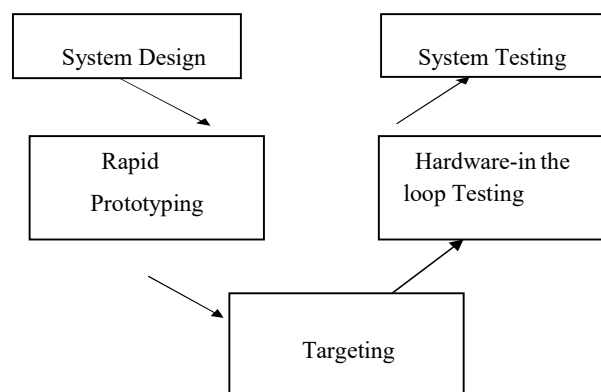 System Design
System Testing
Rapid
Prototyping
Hardware-in the
loop Testing
Targeting